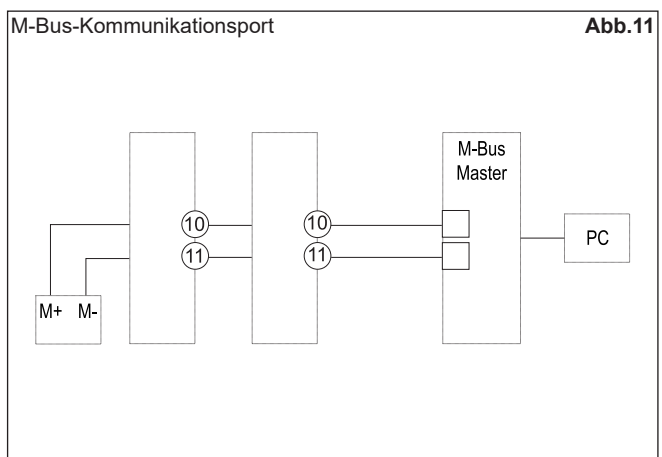 M-Bus-Kommunikationsport Abb.11
M-Bus
Master
10 10
11 11
PC
M+ M-